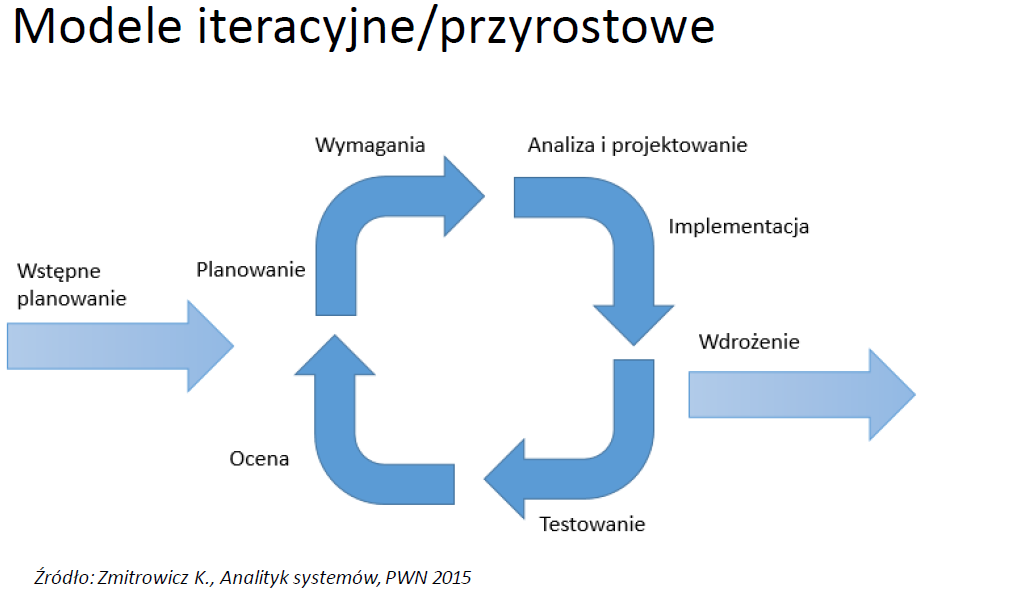 Modele iteracyjne/przyrostowe
Wymagania
Analiza i projektowanie
Implementacja
Planowanie
Wstępne
planowanie
Wdrożenie
Ocena
Testowanie
Źródło: Zmitrowicz K., Analityk systemów, PWN 2015